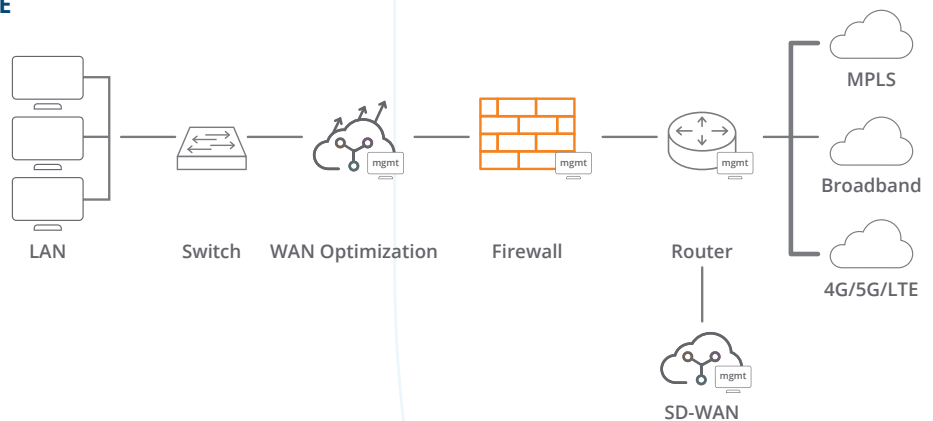 E
MPLS
mgmt
mgmt
mgmt
Broadband
LAN
Switch
WAN Optimization
Firewall
Router
4G/5G/LTE
mgmt
SD-WAN